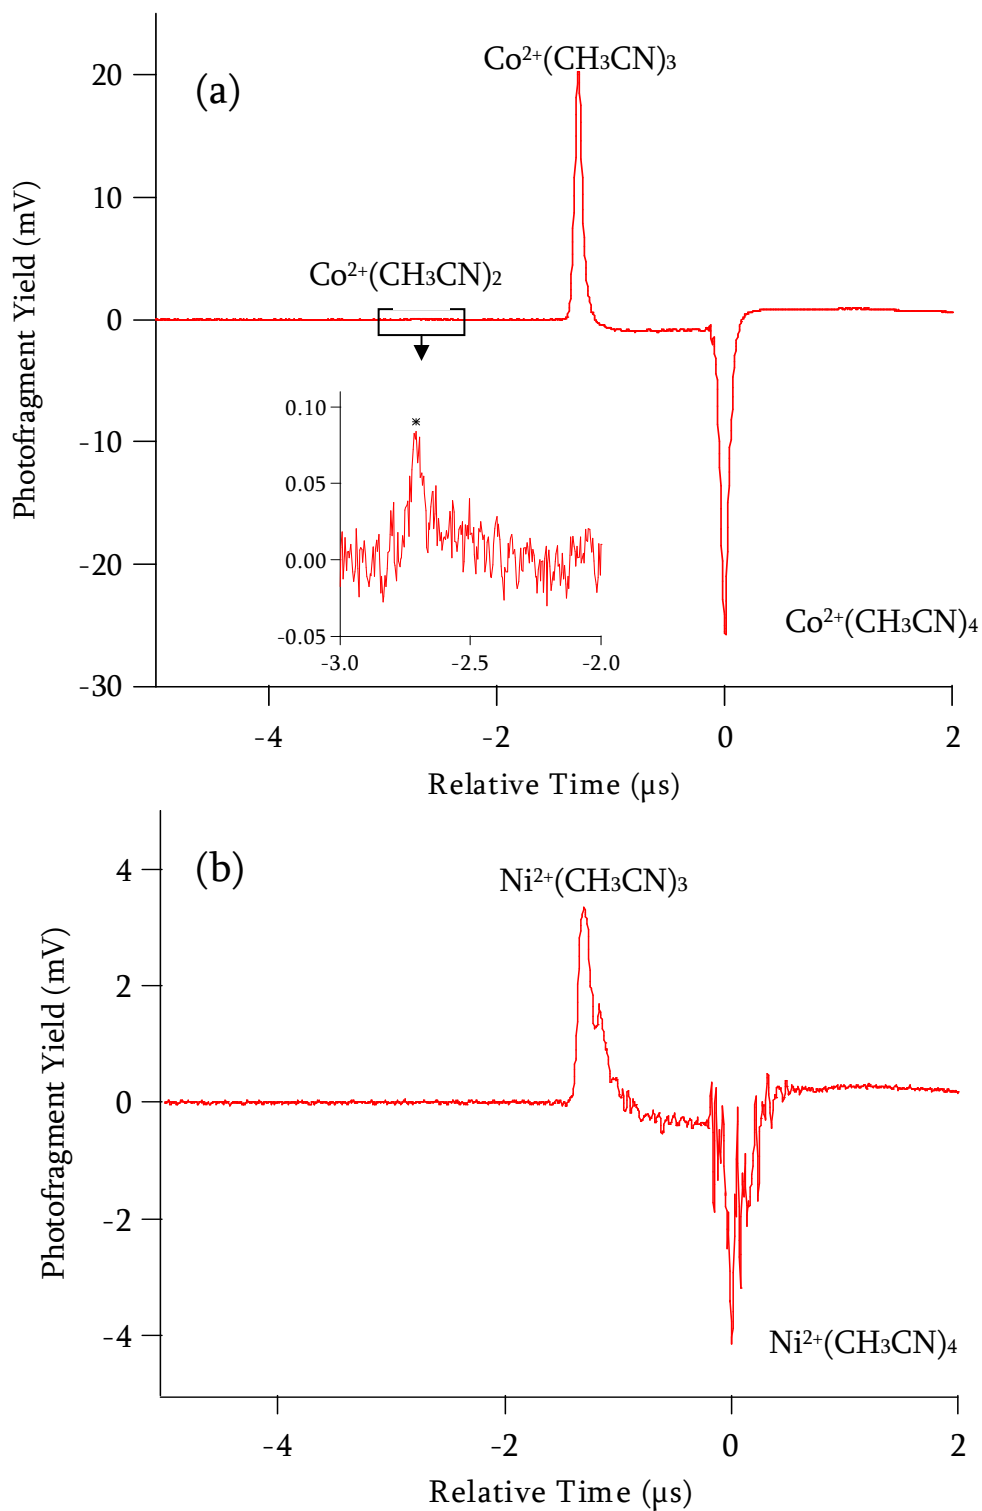 Co²⁺(CH₃CN)₃
20
(a)
10
Photofragment Yield (mV)
Co²⁺(CH₃CN)₂
0
0.10
*
-10
0.05
0.00
-20
Co²⁺(CH₃CN)₄
-0.05
-3.0 -2.5 -2.0
-30
-4 -2 0 2
Relative Time (µs)
(b)
4
Ni²⁺(CH₃CN)₃
2
Photofragment Yield (mV)
0
-2
-4
Ni²⁺(CH₃CN)₄
-4 -2 0 2
Relative Time (µs)